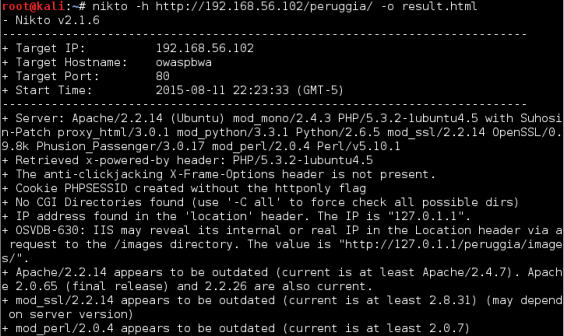 root@kali:~# nikto -h http://192.168.56.102/peruggia/ -o result.html
- Nikto v2.1.6
---------------------------------------------------------------------------
+ Target IP:          192.168.56.102
+ Target Hostname:    owaspbwa
+ Target Port:        80
+ Start Time:         2015-08-11 22:23:33 (GMT-5)
---------------------------------------------------------------------------
+ Server: Apache/2.2.14 (Ubuntu) mod_mono/2.4.3 PHP/5.3.2-1ubuntu4.5 with Suhosi
n-Patch proxy_html/3.0.1 mod_python/3.3.1 Python/2.6.5 mod_ssl/2.2.14 OpenSSL/0.
9.8k Phusion_Passenger/3.0.17 mod_perl/2.0.4 Perl/v5.10.1
+ Retrieved x-powered-by header: PHP/5.3.2-1ubuntu4.5
+ The anti-clickjacking X-Frame-Options header is not present.
+ Cookie PHPSESSID created without the httponly flag
+ No CGI Directories found (use '-C all' to force check all possible dirs)
+ IP address found in the 'location' header. The IP is "127.0.1.1".
+ OSVDB-630: IIS may reveal its internal or real IP in the Location header via a
 request to the /images directory. The value is "http://127.0.1.1/peruggia/image
s/".
+ Apache/2.2.14 appears to be outdated (current is at least Apache/2.4.7). Apach
e 2.0.65 (final release) and 2.2.26 are also current.
+ mod_ssl/2.2.14 appears to be outdated (current is at least 2.8.31) (may depend
 on server version)
+ mod_perl/2.0.4 appears to be outdated (current is at least 2.0.7)